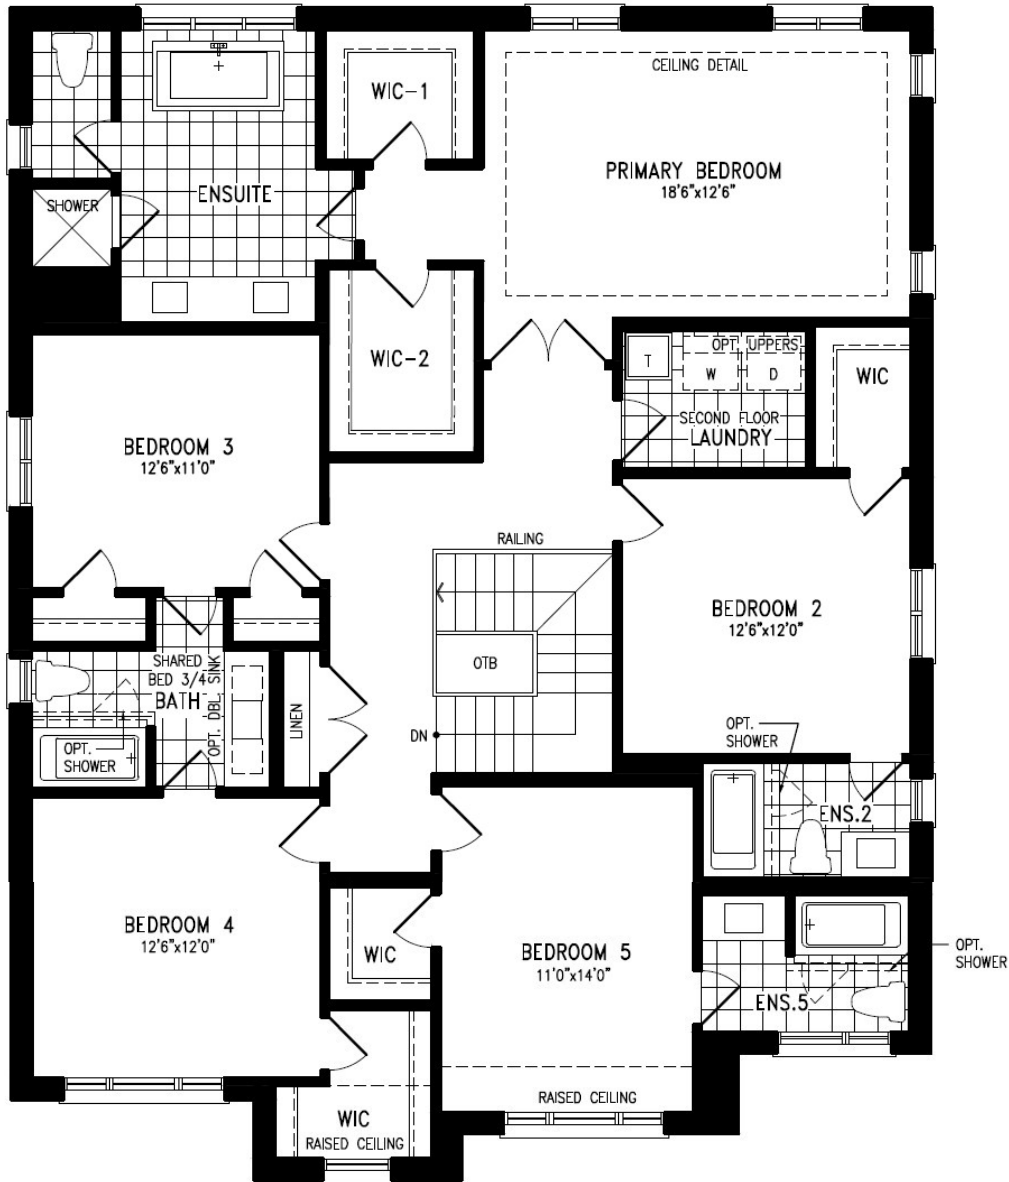 CEILING DETAIL
WIC-1
PRIMARY BEDROOM
18'6"x12'6"
ENSUITE
SHOWER
WIC-2
OPT. UPPERS
T
W
D
SECOND FLOOR
LAUNDRY
WIC
BEDROOM 3
12'6"x11'0"
RAILING
BEDROOM 2
12'6"x12'0"
OTB
DN
SHARED
BED 3/4
BATH
OPT. DBL. SINK
LINEN
OPT.
SHOWER
OPT.
SHOWER
ENS.2
BEDROOM 4
12'6"x12'0"
WIC
BEDROOM 5
11'0"x14'0"
OPT.
SHOWER
ENS.5
RAISED CEILING
WIC
RAISED CEILING